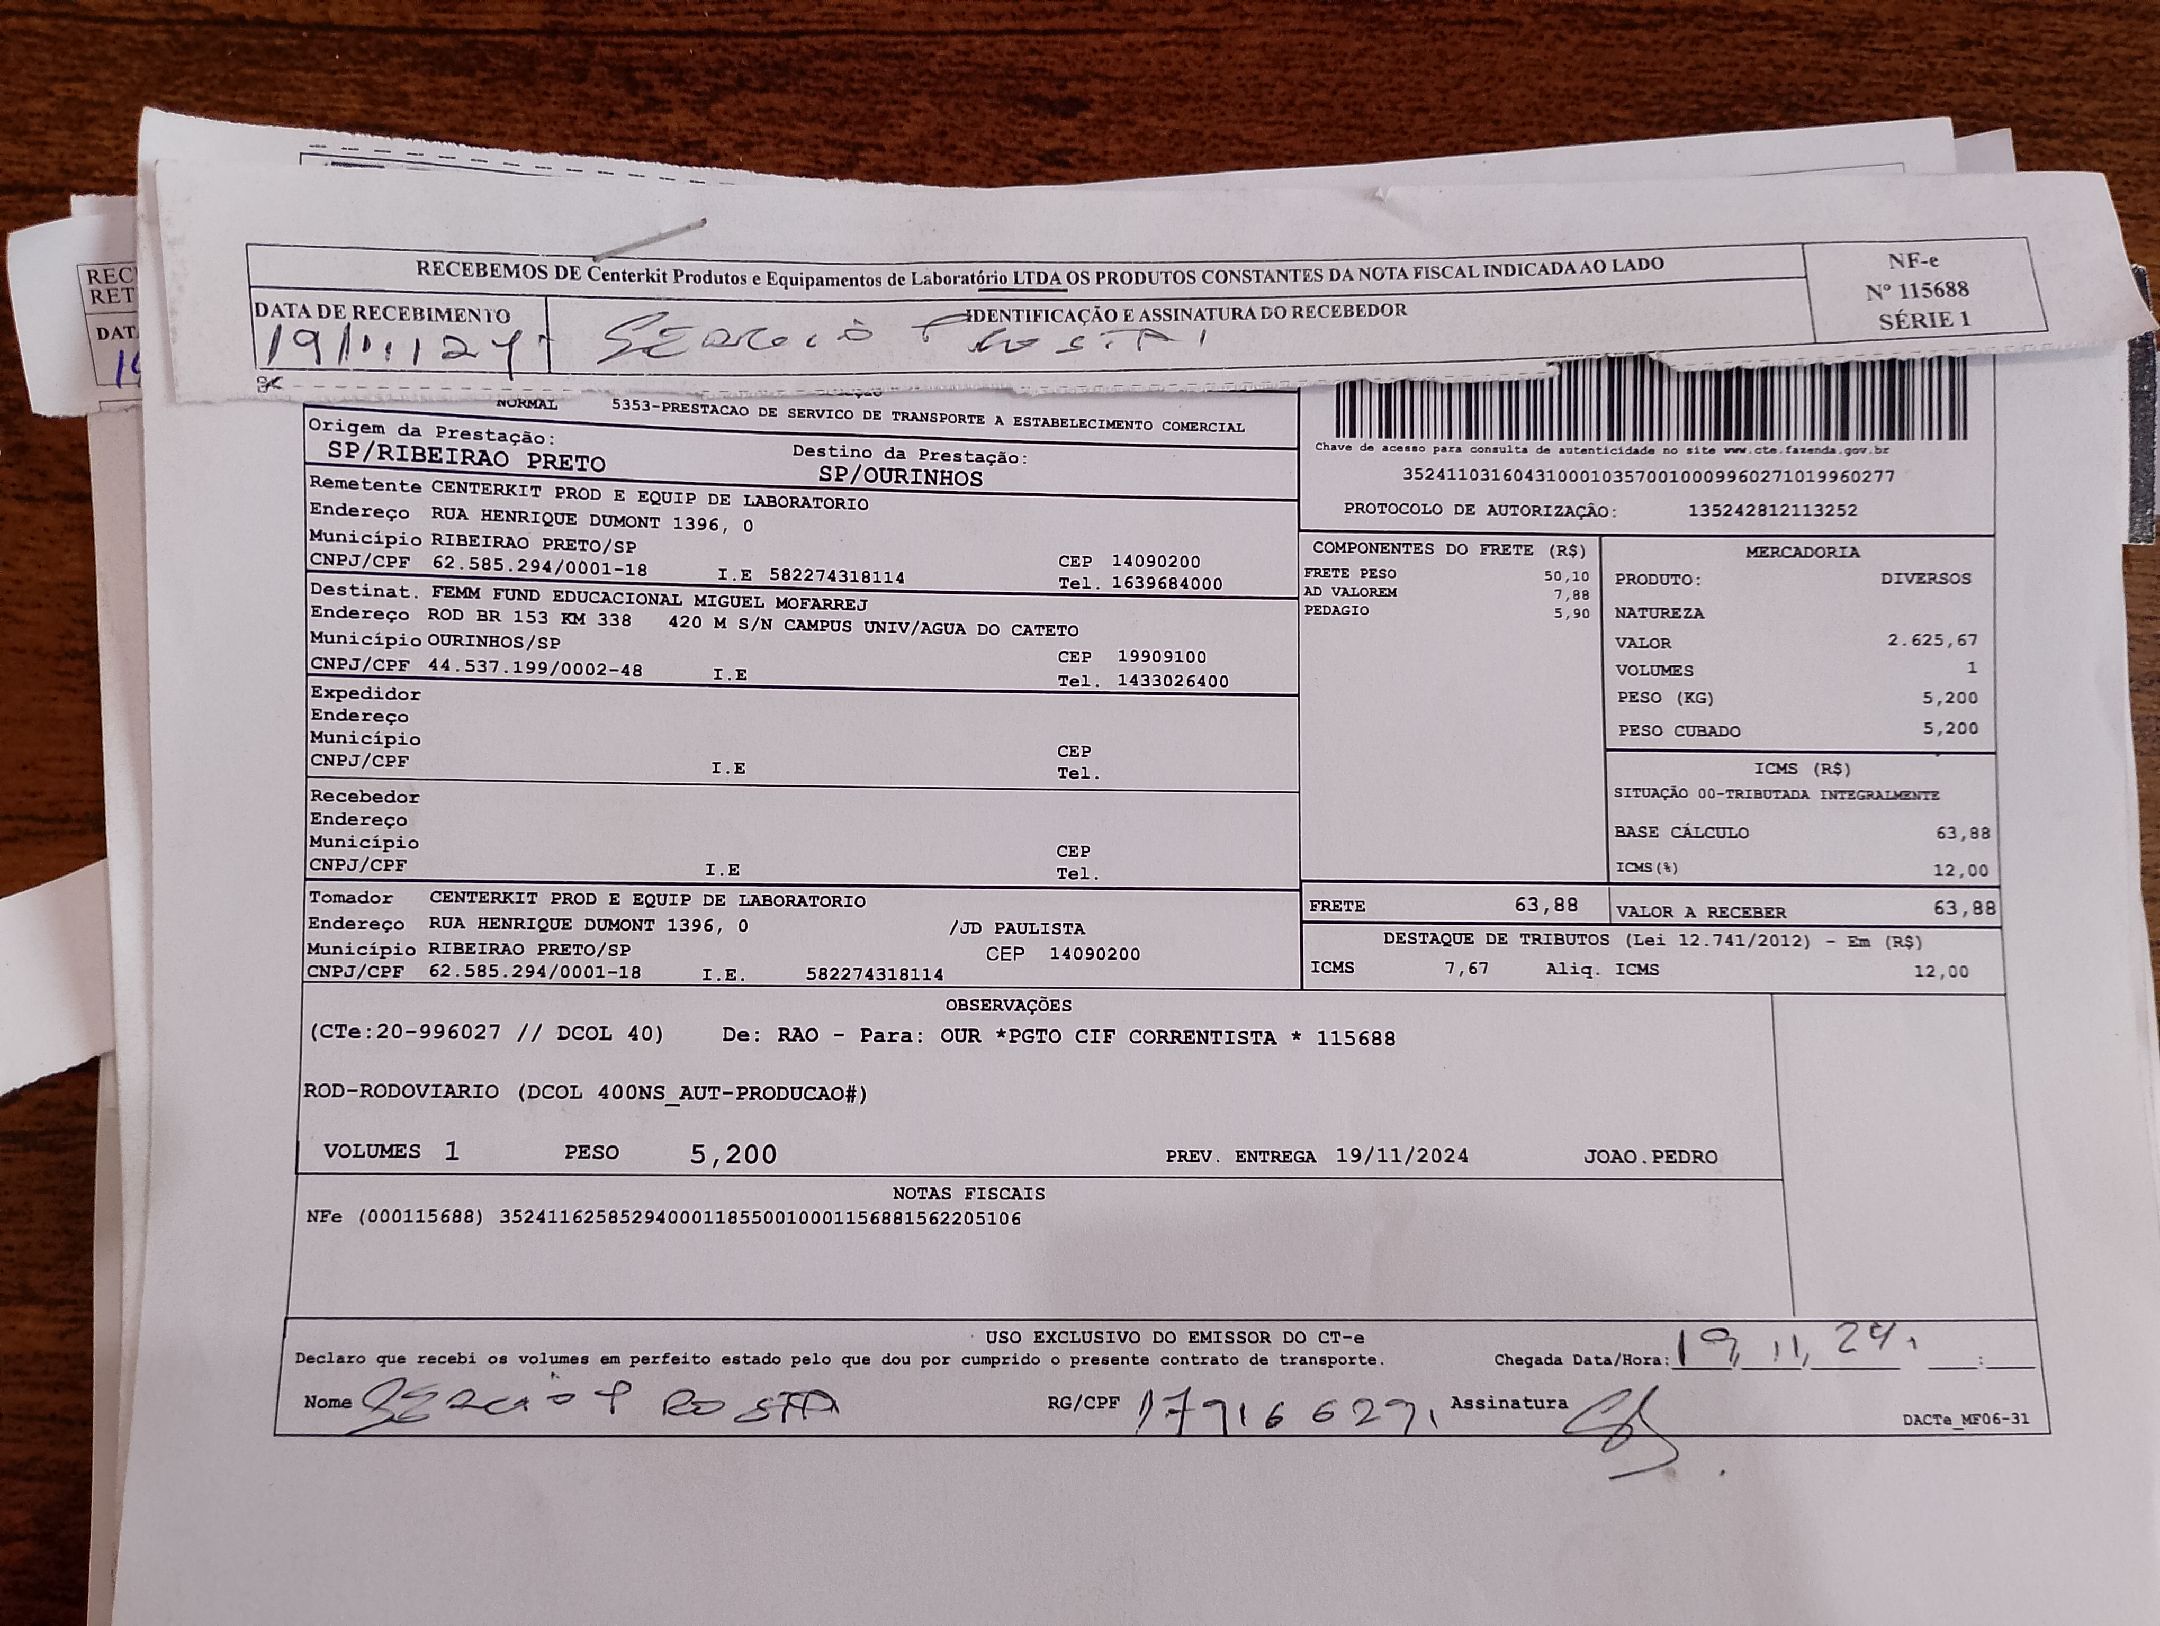 RECEBEMOS DE Centerkit Produtos e Equipamentos de Laboratório LTDA OS PRODUTOS CONSTANTES DA NOTA FISCAL INDICADA AO LADO
NF-e
Nº 115688
SÉRIE 1
DATA DE RECEBIMENTO
IDENTIFICAÇÃO E ASSINATURA DO RECEBEDOR
19/11/24
REC
RET
DAT
NORMAL 5353-PRESTACAO DE SERVICO DE TRANSPORTE A ESTABELECIMENTO COMERCIAL
Origem da Prestação: Destino da Prestação:
SP/RIBEIRAO PRETO SP/OURINHOS
Remetente CENTERKIT PROD E EQUIP DE LABORATORIO
Endereço RUA HENRIQUE DUMONT 1396, 0
Município RIBEIRAO PRETO/SP CEP 14090200
CNPJ/CPF 62.585.294/0001-18 I.E 582274318114 Tel. 1639684000
Destinat. FEMM FUND EDUCACIONAL MIGUEL MOFARREJ
Endereço ROD BR 153 KM 338 420 M S/N CAMPUS UNIV/AGUA DO CATETO
Município OURINHOS/SP CEP 19909100
CNPJ/CPF 44.537.199/0002-48 I.E Tel. 1433026400
Expedidor
Endereço
Município CEP
CNPJ/CPF I.E Tel.
Recebedor
Endereço
Município CEP
CNPJ/CPF I.E Tel.
Tomador CENTERKIT PROD E EQUIP DE LABORATORIO
Endereço RUA HENRIQUE DUMONT 1396, 0 /JD PAULISTA
Município RIBEIRAO PRETO/SP CEP 14090200
CNPJ/CPF 62.585.294/0001-18 I.E. 582274318114
Chave de acesso para consulta de autenticidade no site www.cte.fazenda.gov.br
35241103160431000103570010009960271019960277
PROTOCOLO DE AUTORIZAÇÃO: 135242812113252
COMPONENTES DO FRETE (R$)
FRETE PESO 50,10
AD VALOREM 7,88
PEDAGIO 5,90
MERCADORIA
PRODUTO: DIVERSOS
NATUREZA
VALOR 2.625,67
VOLUMES 1
PESO (KG) 5,200
PESO CUBADO 5,200
ICMS (R$)
SITUAÇÃO 00-TRIBUTADA INTEGRALMENTE
BASE CÁLCULO 63,88
ICMS(%) 12,00
FRETE 63,88 VALOR A RECEBER 63,88
DESTAQUE DE TRIBUTOS (Lei 12.741/2012) - Em (R$)
ICMS 7,67 Aliq. ICMS 12,00
OBSERVAÇÕES
(CTe:20-996027 // DCOL 40) De: RAO - Para: OUR *PGTO CIF CORRENTISTA * 115688
ROD-RODOVIARIO (DCOL 400NS_AUT-PRODUCAO#)
VOLUMES 1 PESO 5,200 PREV. ENTREGA 19/11/2024 JOAO.PEDRO
NOTAS FISCAIS
NFe (000115688) 35241162585294000118550010001156881562205106
USO EXCLUSIVO DO EMISSOR DO CT-e
Declaro que recebi os volumes em perfeito estado pelo que dou por cumprido o presente contrato de transporte. Chegada Data/Hora: 19, 11, 24 :
Nome RG/CPF Assinatura
DACTe_MF06-31